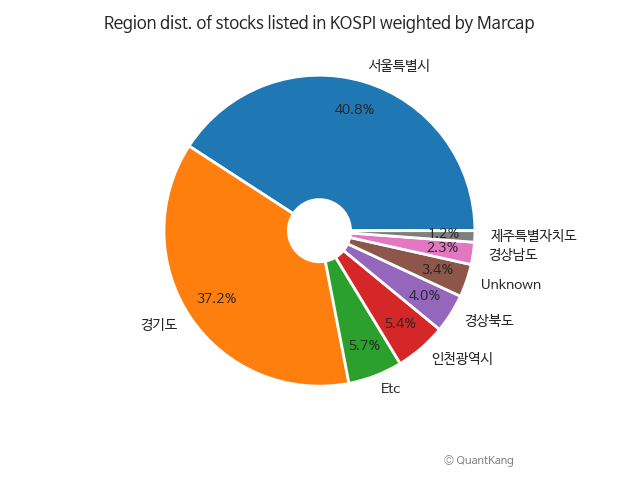 Region dist. of stocks listed in KOSPI weighted by Marcap
서울특별시
40.8%
1.2%
제주특별자치도
2.3%
경상남도
3.4%
Unknown
4.0%
경상북도
37.2%
경기도
5.4%
인천광역시
5.7%
Etc
© QuantKang